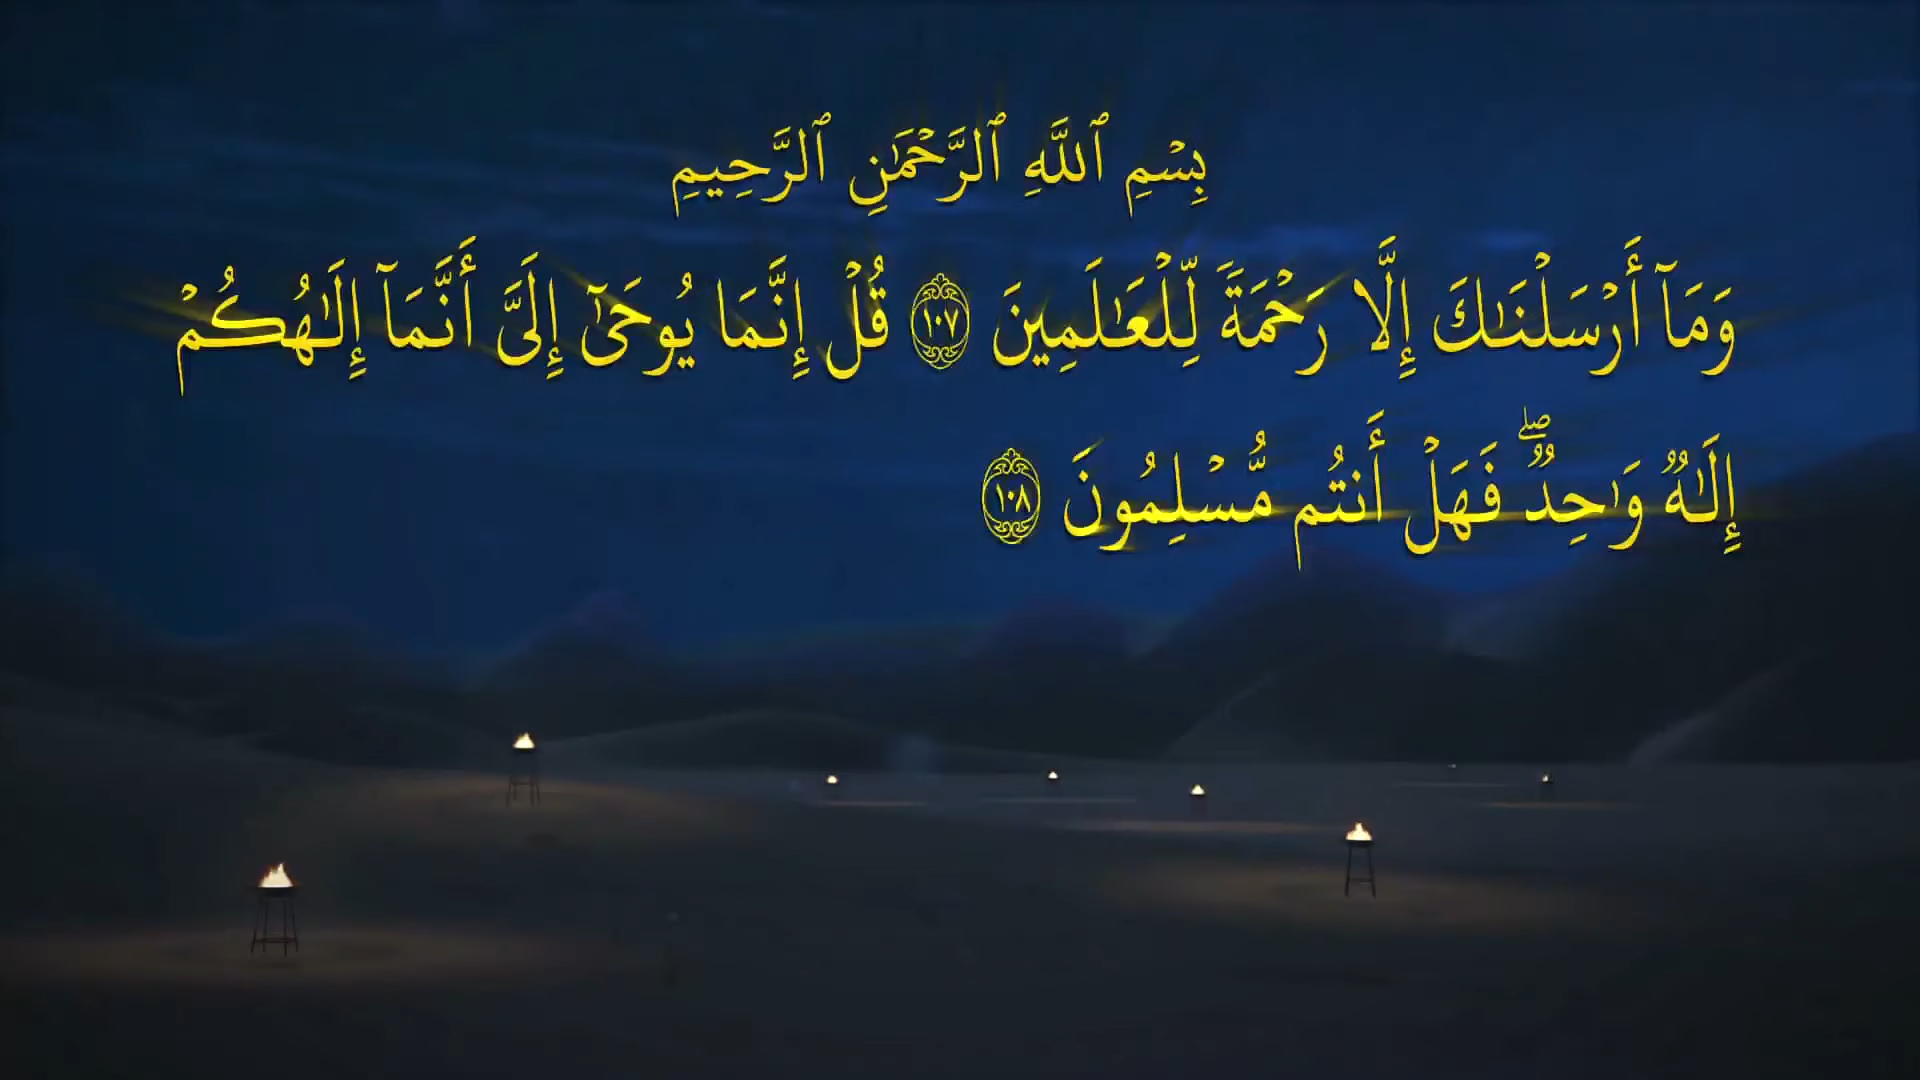 بِسْمِ ٱللَّهِ ٱلرَّحْمَٰنِ ٱلرَّحِيمِ
وَمَآ أَرْسَلْنَٰكَ إِلَّا رَحْمَةً لِّلْعَٰلَمِينَ ١٠٧ قُلْ إِنَّمَا يُوحَىٰٓ إِلَىَّ أَنَّمَآ إِلَٰهُكُمْ
إِلَٰهٌ وَٰحِدٌ ۖ فَهَلْ أَنتُم مُّسْلِمُونَ ١٠٨